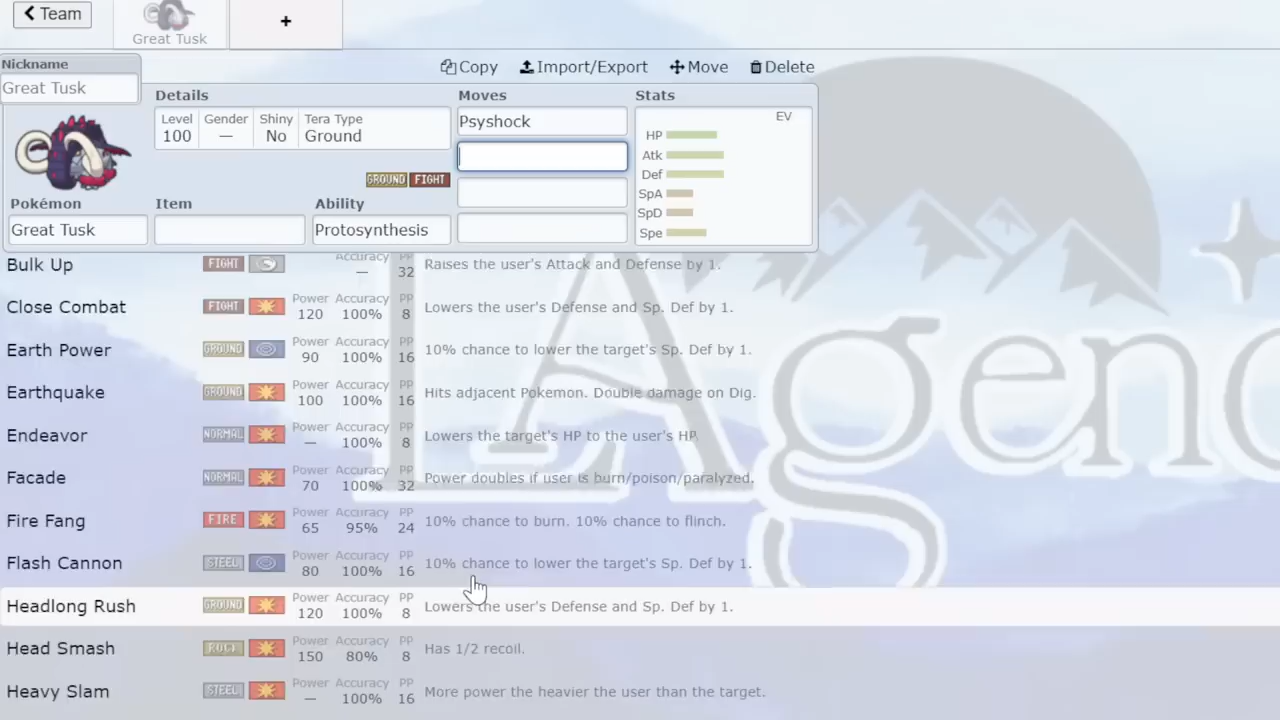 Team
Great Tusk
+
Nickname
Great Tusk
Copy Import/Export Move Delete
Details
Level 100
Gender —
Shiny No
Tera Type Ground
GROUND FIGHT
Pokémon
Great Tusk
Item
Ability
Protosynthesis
Moves
Psyshock
Stats
EV
HP
Atk
Def
SpA
SpD
Spe
Bulk Up FIGHT Accuracy — PP 32 Raises the user's Attack and Defense by 1.
Close Combat FIGHT Power 120 Accuracy 100% PP 8 Lowers the user's Defense and Sp. Def by 1.
Earth Power GROUND Power 90 Accuracy 100% PP 16 10% chance to lower the target's Sp. Def by 1.
Earthquake GROUND Power 100 Accuracy 100% PP 16 Hits adjacent Pokemon. Double damage on Dig.
Endeavor NORMAL Power — Accuracy 100% PP 8 Lowers the target's HP to the user's HP.
Facade NORMAL Power 70 Accuracy 100% PP 32 Power doubles if user is burn/poison/paralyzed.
Fire Fang FIRE Power 65 Accuracy 95% PP 24 10% chance to burn. 10% chance to flinch.
Flash Cannon STEEL Power 80 Accuracy 100% PP 16 10% chance to lower the target's Sp. Def by 1.
Headlong Rush GROUND Power 120 Accuracy 100% PP 8 Lowers the user's Defense and Sp. Def by 1.
Head Smash ROCK Power 150 Accuracy 80% PP 8 Has 1/2 recoil.
Heavy Slam STEEL Power — Accuracy 100% PP 16 More power the heavier the user than the target.